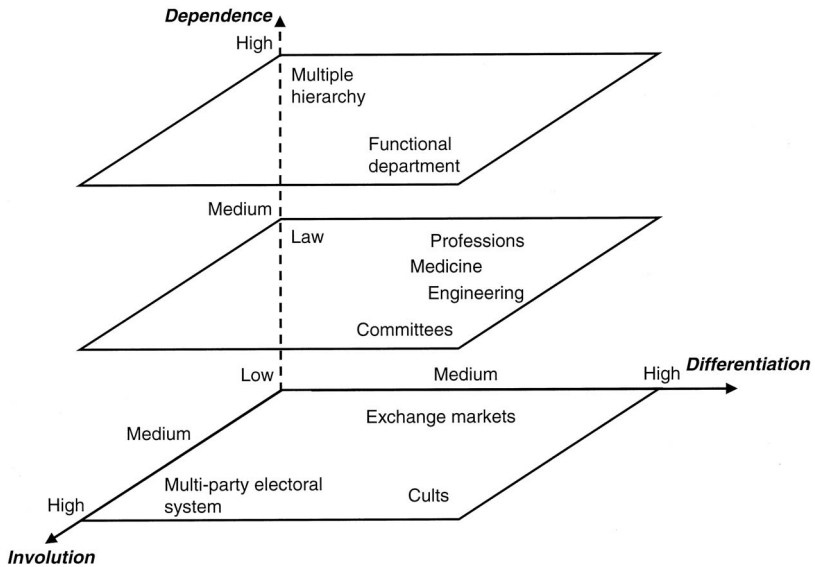 Dependence
High
Multiple
hierarchy
Functional
department
Medium
Law
Professions
Medicine
Engineering
Committees
Low
Medium
High
Differentiation
Exchange markets
Medium
Multi-party electoral
system
Cults
High
Involution